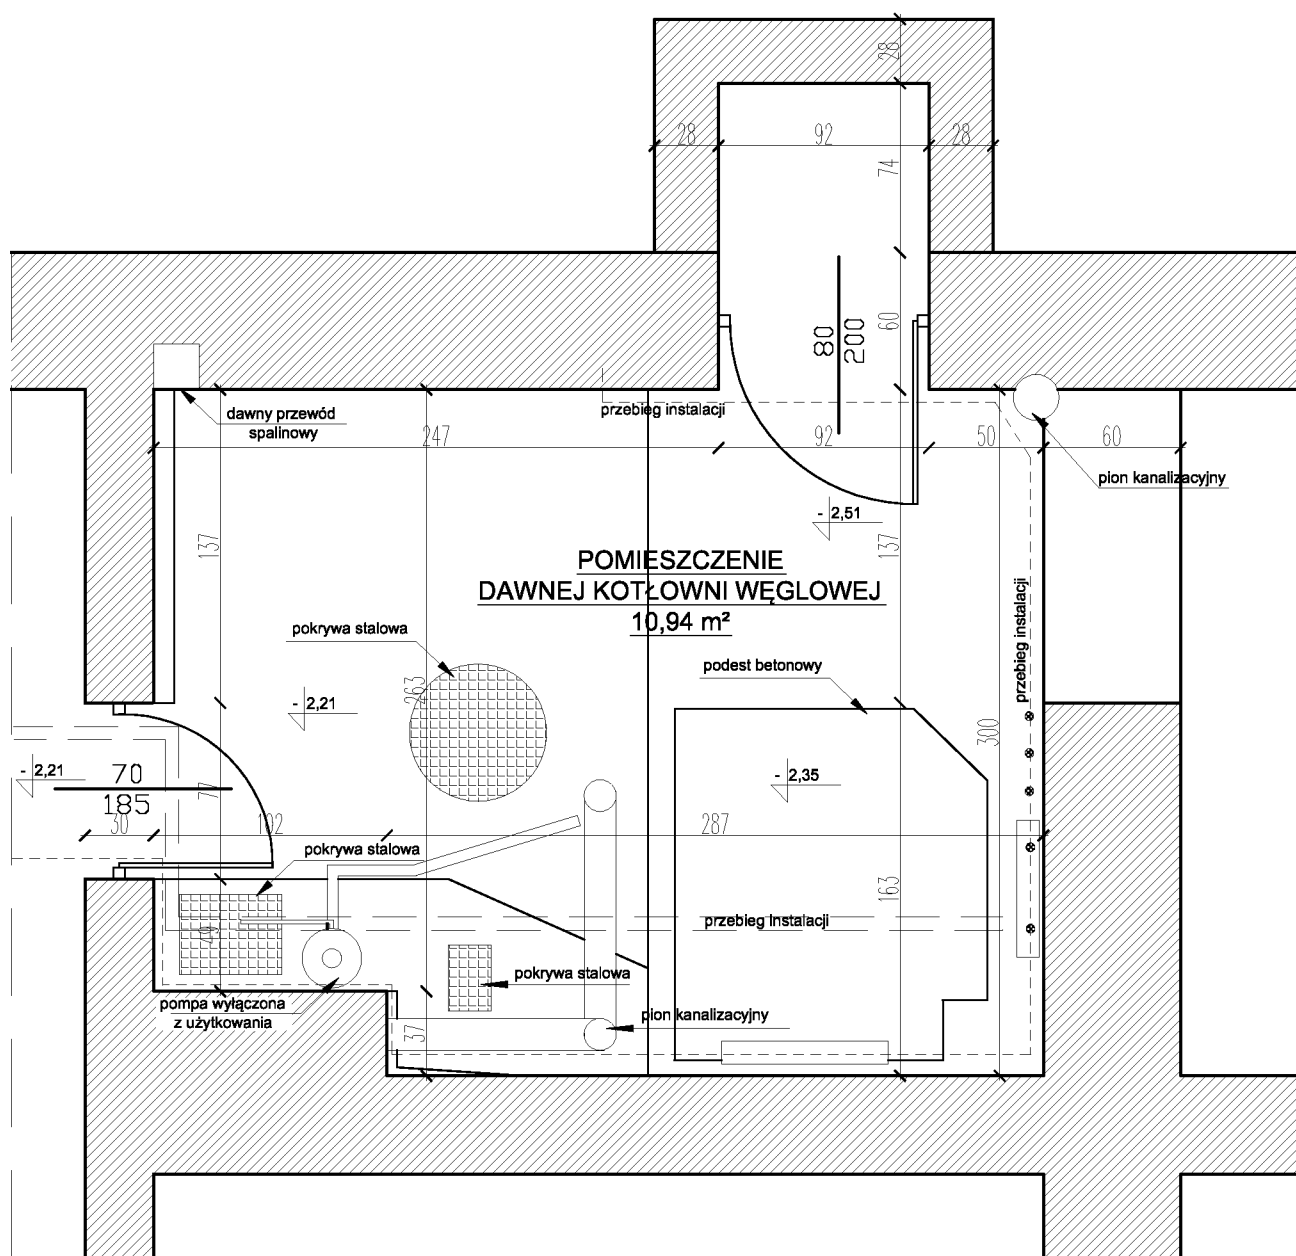 28
28
92
28
74
60
80
200
dawny przewód
spalinowy
przebieg instalacji
247
92
50
60
pion kanalizacyjny
- 2,51
137
137
POMIESZCZENIE
DAWNEJ KOTŁOWNI WĘGLOWEJ
10,94 m²
przebieg instalacji
pokrywa stalowa
podest betonowy
263
- 2,21
300
- 2,21
70
185
77
- 2,35
30
102
287
pokrywa stalowa
163
przebieg instalacji
49
pokrywa stalowa
pompa wyłączona
z użytkowania
pion kanalizacyjny
37